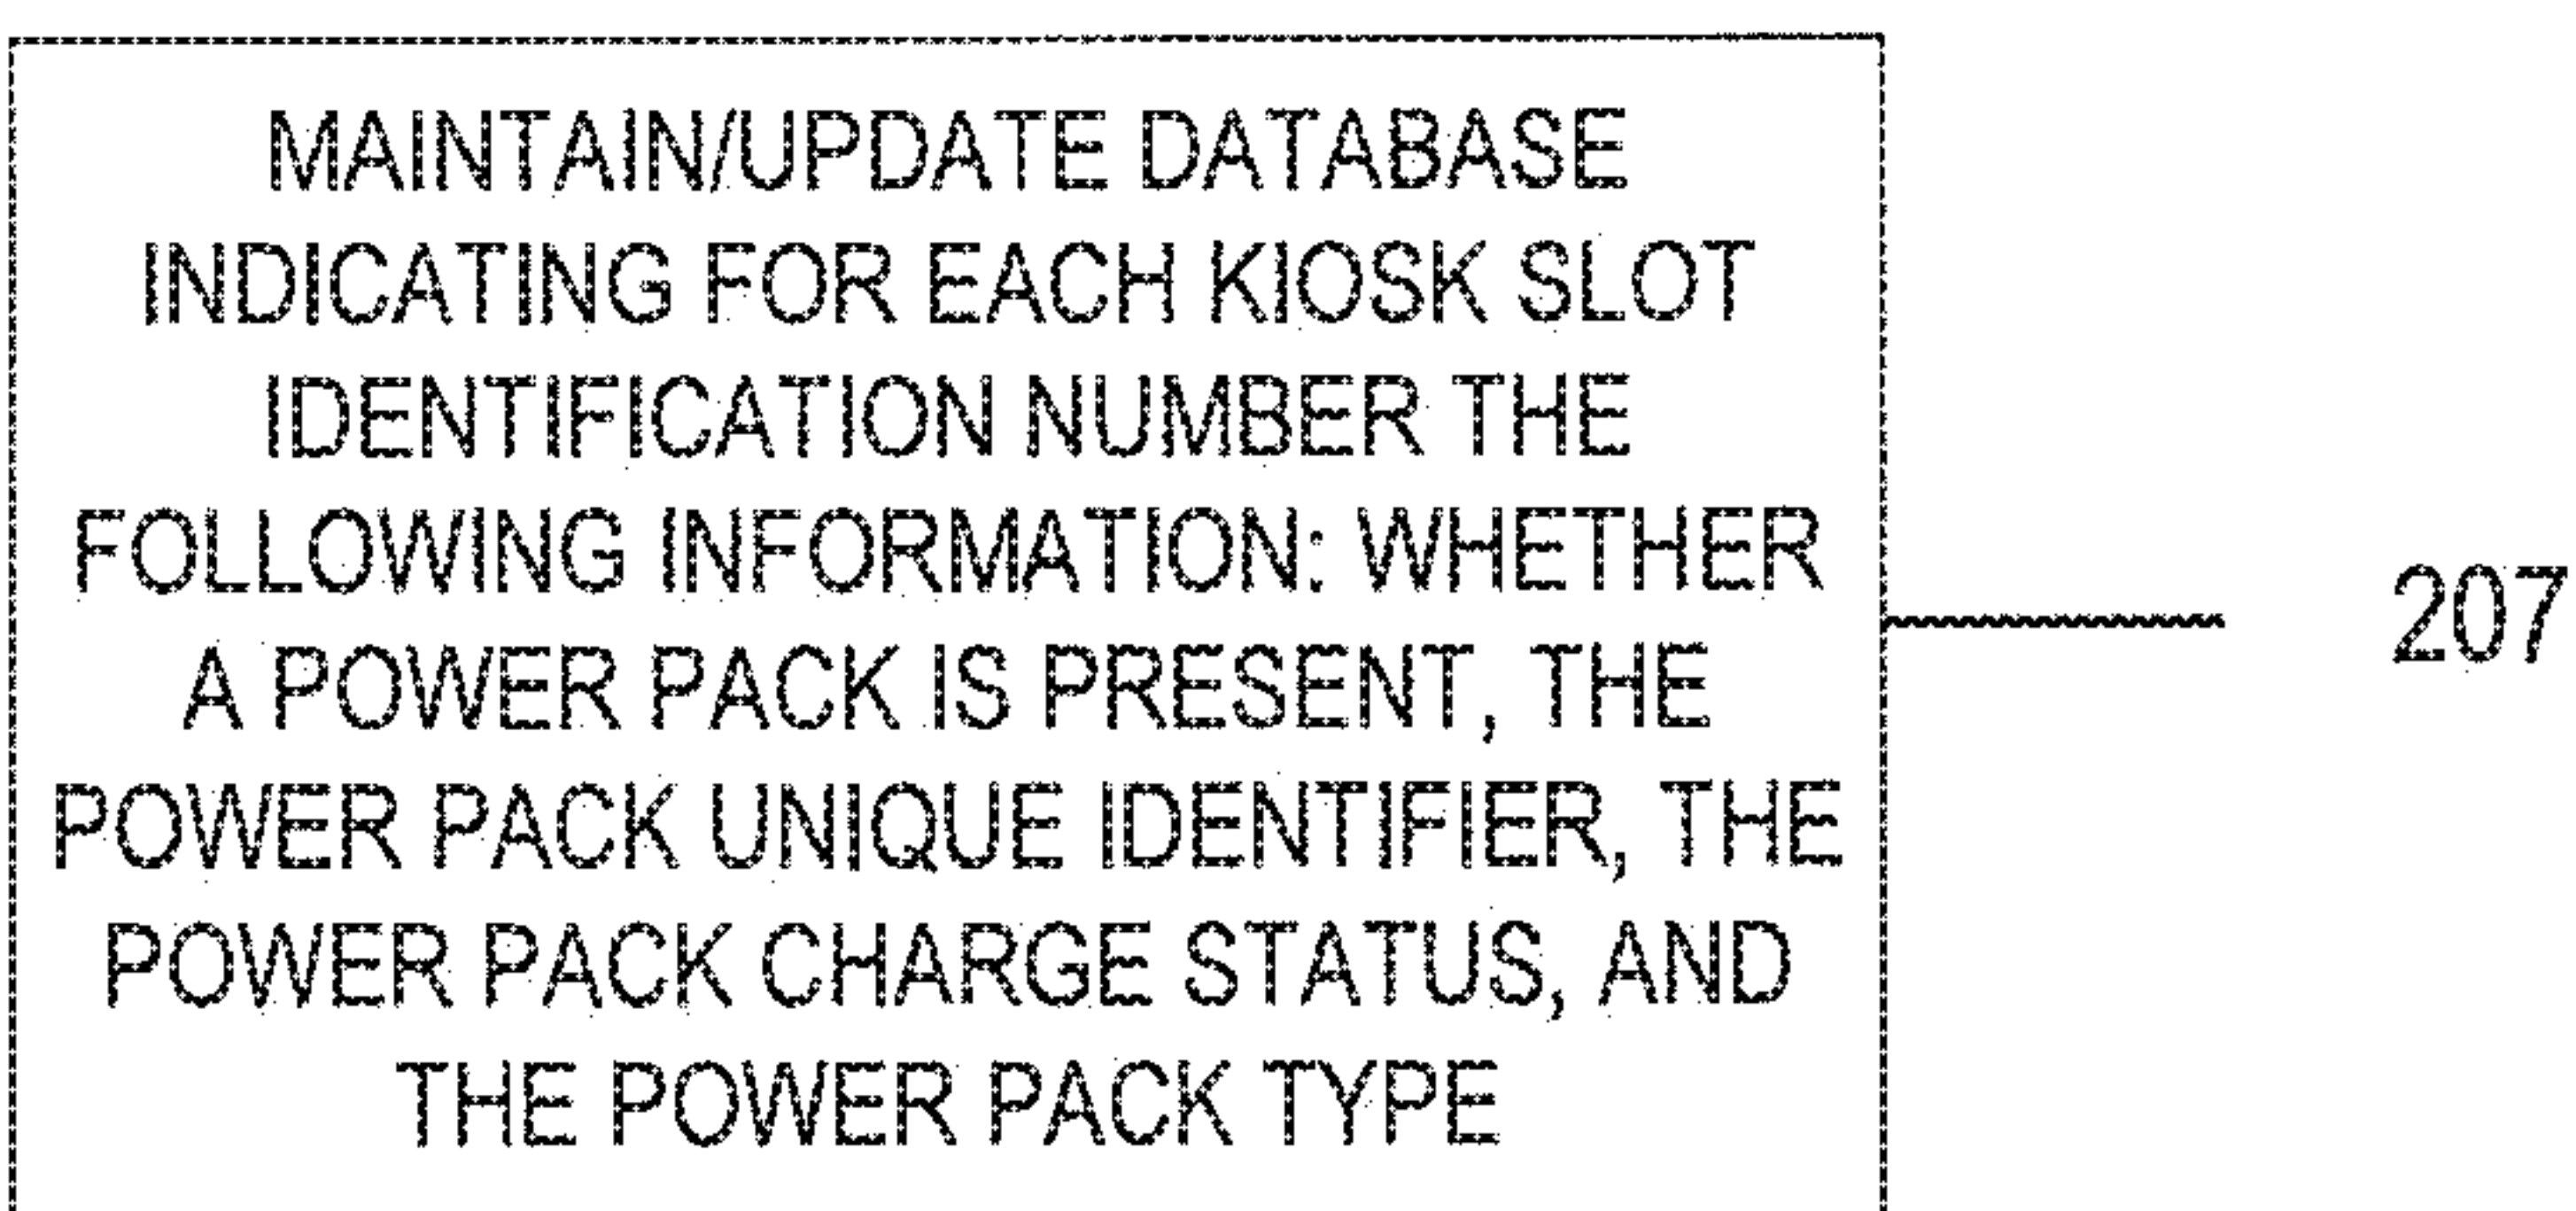 MAINTAIN/UPDATE DATABASE
INDICATING FOR EACH KIOSK SLOT
IDENTIFICATION NUMBER THE
FOLLOWING INFORMATION: WHETHER
A POWER PACK IS PRESENT, THE
POWER PACK UNIQUE IDENTIFIER, THE
POWER PACK CHARGE STATUS, AND
THE POWER PACK TYPE
207